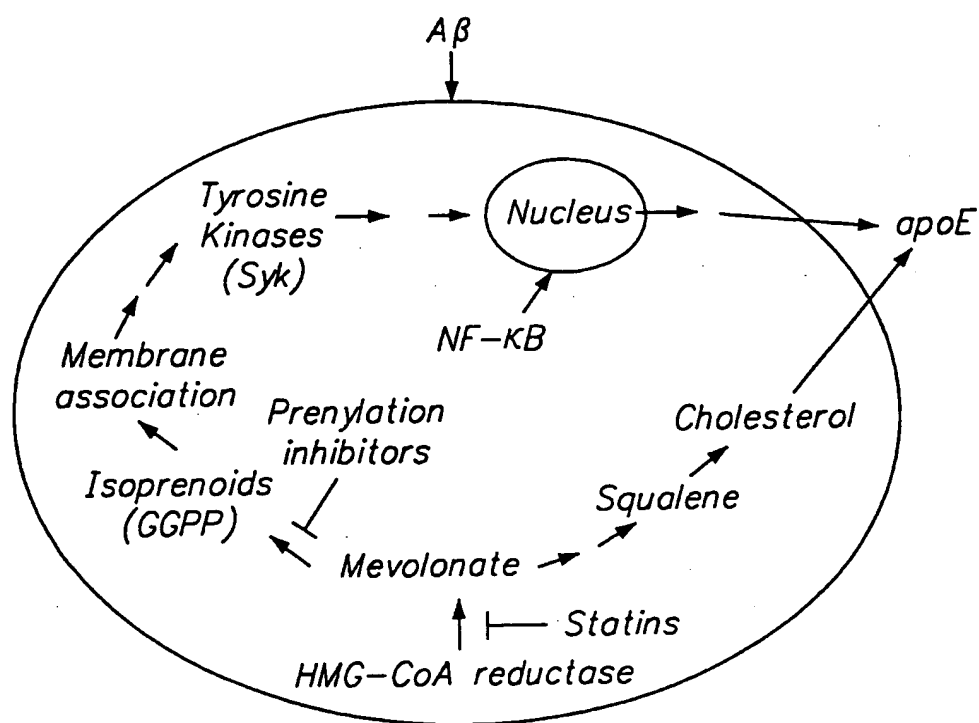 Aβ
Tyrosine
Kinases
(Syk)
Nucleus
apoE
NF-κB
Membrane
association
Prenylation
inhibitors
Cholesterol
Isoprenoids
(GGPP)
Squalene
Mevolonate
Statins
HMG-CoA reductase